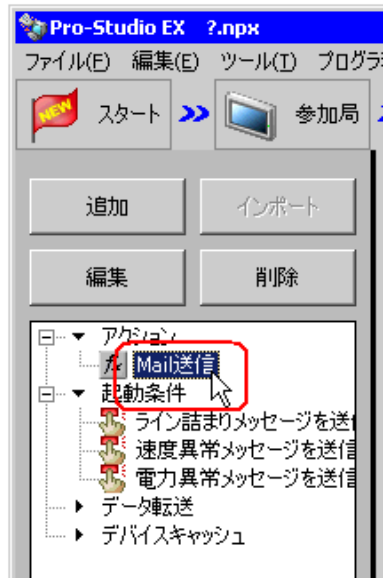 Pro-Studio EX ?.npx
ファイル(F) 編集(E) ツール(T) プログラ
NEW スタート 参加局
追加 インポート
編集 削除
アクション
fx Mail送信
起動条件
ライン詰まりメッセージを送信
速度異常メッセージを送信
電力異常メッセージを送信
データ転送
デバイスキャッシュ